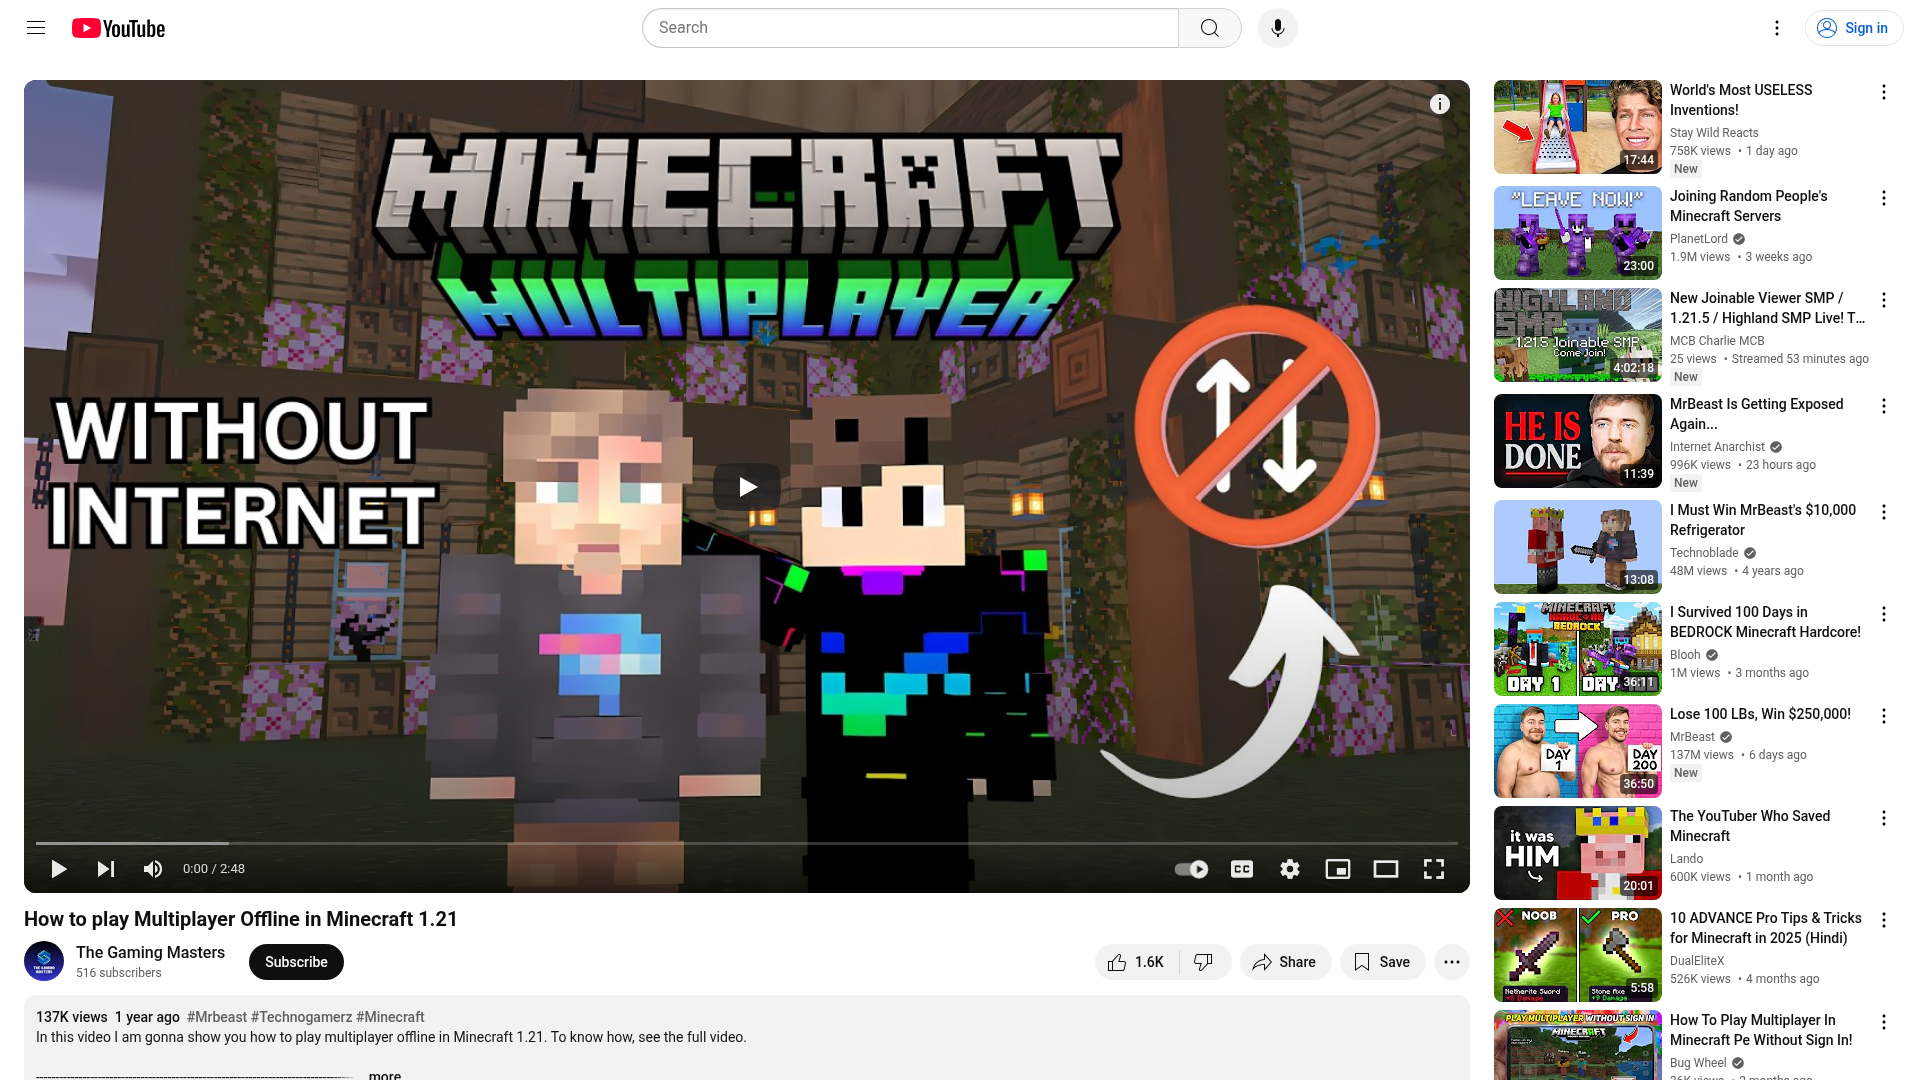 YouTube
Search
Sign in
MINECRAFT
MULTIPLAYER
WITHOUT
INTERNET
0:00 / 2:48
CC
How to play Multiplayer Offline in Minecraft 1.21
The Gaming Masters
516 subscribers
Subscribe
1.6K
Share
Save
137K views 1 year ago #Mrbeast #Technogamerz #Minecraft
In this video I am gonna show you how to play multiplayer offline in Minecraft 1.21. To know how, see the full video.
...more
17:44
World's Most USELESS
Inventions!
Stay Wild Reacts
758K views • 1 day ago
New
"LEAVE NOW!"
23:00
Joining Random People's
Minecraft Servers
PlanetLord
1.9M views • 3 weeks ago
HIGHLAND
SMP
1.21.5 Joinable SMP
Come Join!
4:02:18
New Joinable Viewer SMP /
1.21.5 / Highland SMP Live! T...
MCB Charlie MCB
25 views • Streamed 53 minutes ago
New
HE IS
DONE
11:39
MrBeast Is Getting Exposed
Again...
Internet Anarchist
996K views • 23 hours ago
New
13:08
I Must Win MrBeast's $10,000
Refrigerator
Technoblade
48M views • 4 years ago
MINECRAFT
HARDCORE
BEDROCK
DAY 1
DAY
36:11
I Survived 100 Days in
BEDROCK Minecraft Hardcore!
Blooh
1M views • 3 months ago
DAY
1
DAY
200
36:50
Lose 100 LBs, Win $250,000!
MrBeast
137M views • 6 days ago
New
it was
HIM
20:01
The YouTuber Who Saved
Minecraft
Lando
600K views • 1 month ago
NOOB
PRO
Netherite Sword
+8 Damage
Stone Axe
+9 Damage
5:58
10 ADVANCE Pro Tips & Tricks
for Minecraft in 2025 (Hindi)
DualEliteX
526K views • 4 months ago
PLAY MULTIPLAYER WITHOUT SIGN IN
MINECRAFT
How To Play Multiplayer In
Minecraft Pe Without Sign In!
Bug Wheel
36K views • 2 months ago